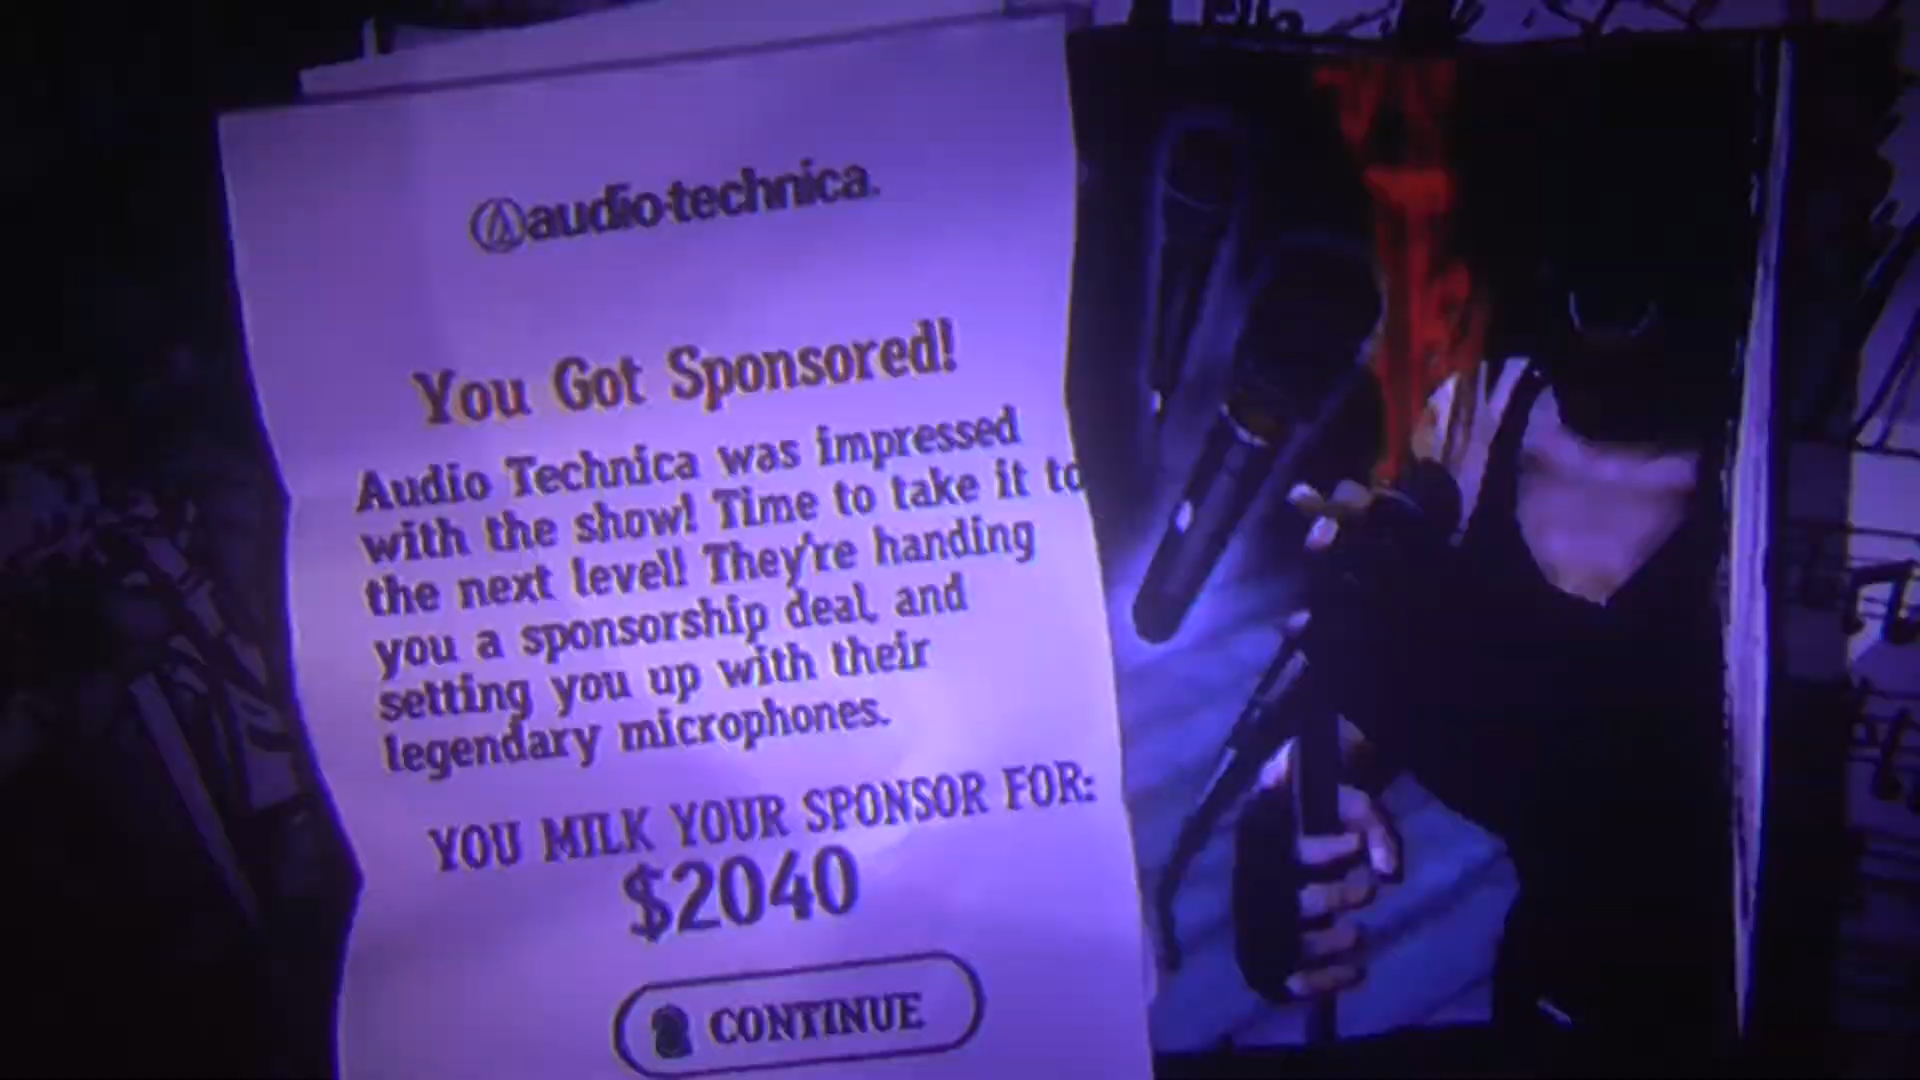 audio-technica.
You Got Sponsored!
Audio Technica was impressed
with the show! Time to take it to
the next level! They're handing
you a sponsorship deal, and
setting you up with their
legendary microphones.
YOU MILK YOUR SPONSOR FOR:
$2040
CONTINUE